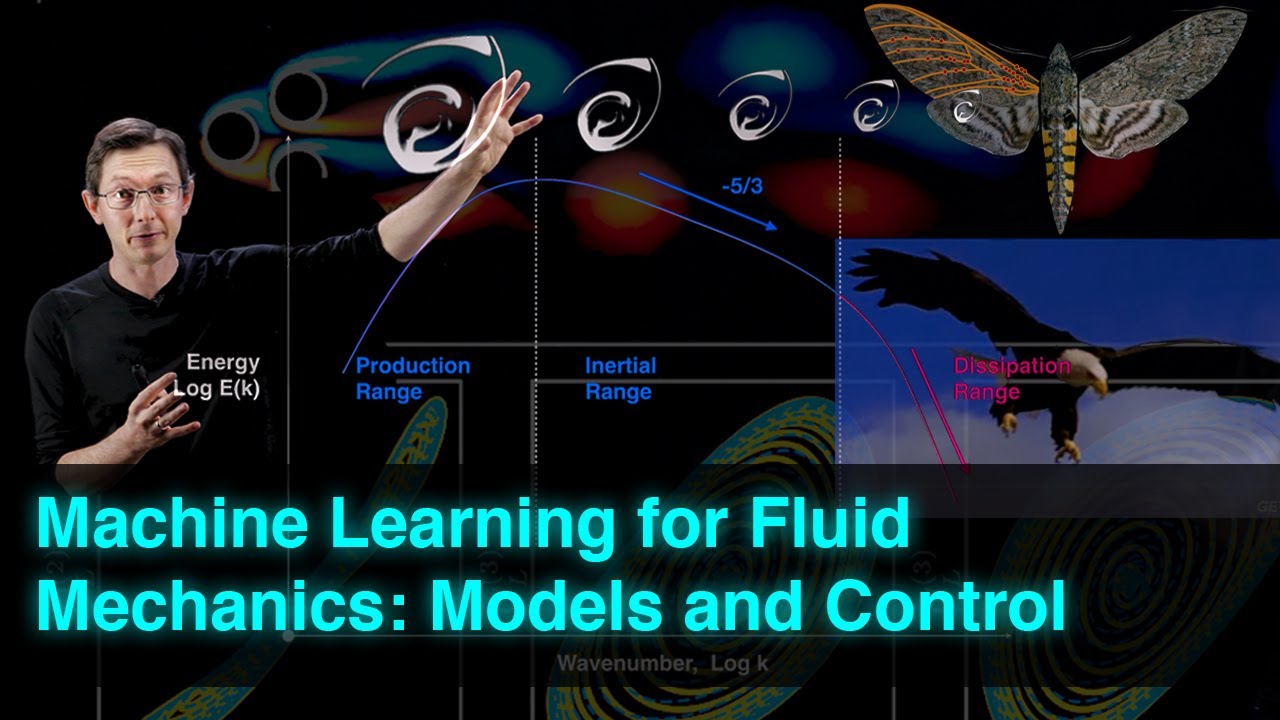 -5/3
Energy
Log E(k)
Production
Range
Inertial
Range
Dissipation
Range
Machine Learning for Fluid
Mechanics: Models and Control
Wavenumber, Log k